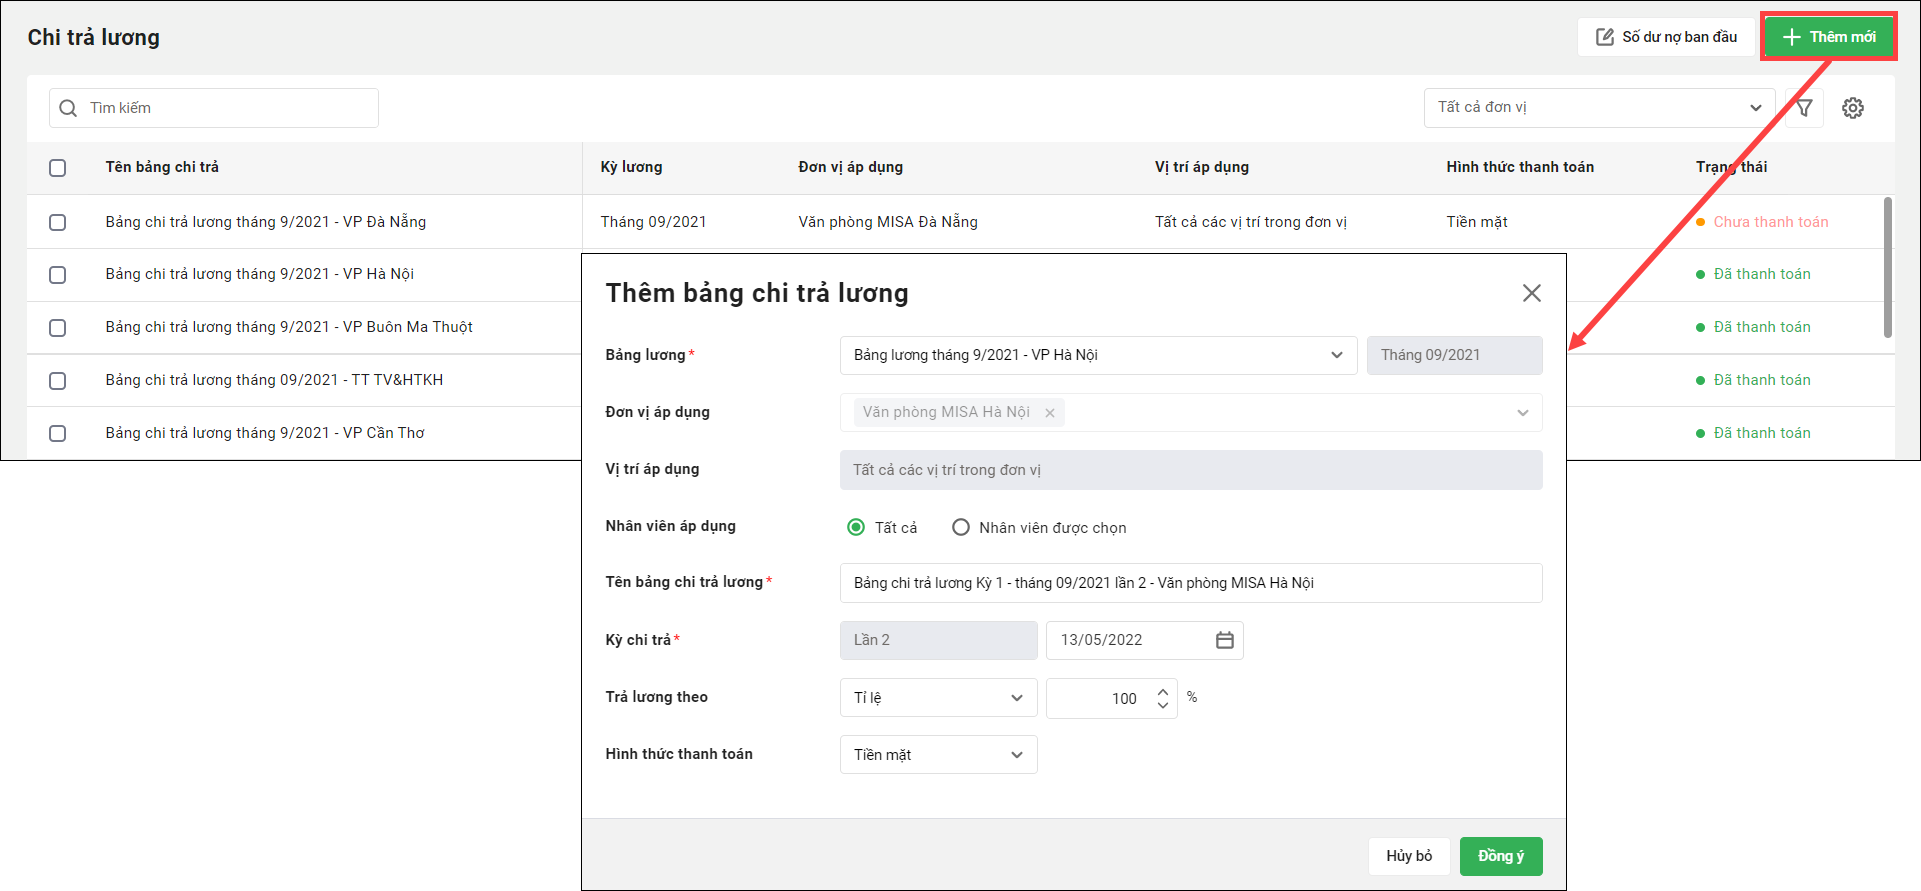 Chi trả lương
Số dư nợ ban đầu
Thêm mới
Tìm kiếm
Tất cả đơn vị
Tên bảng chi trả Kỳ lương Đơn vị áp dụng Vị trí áp dụng Hình thức thanh toán Trạng thái
Bảng chi trả lương tháng 9/2021 - VP Đà Nẵng Tháng 09/2021 Văn phòng MISA Đà Nẵng Tất cả các vị trí trong đơn vị Tiền mặt Chưa thanh toán
Bảng chi trả lương tháng 9/2021 - VP Hà Nội Đã thanh toán
Bảng chi trả lương tháng 9/2021 - VP Buôn Ma Thuột Đã thanh toán
Bảng chi trả lương tháng 09/2021 - TT TV&HTKH Đã thanh toán
Bảng chi trả lương tháng 9/2021 - VP Cần Thơ Đã thanh toán
Thêm bảng chi trả lương
Bảng lương* Bảng lương tháng 9/2021 - VP Hà Nội Tháng 09/2021
Đơn vị áp dụng Văn phòng MISA Hà Nội
Vị trí áp dụng Tất cả các vị trí trong đơn vị
Nhân viên áp dụng Tất cả Nhân viên được chọn
Tên bảng chi trả lương* Bảng chi trả lương Kỳ 1 - tháng 09/2021 lần 2 - Văn phòng MISA Hà Nội
Kỳ chi trả* Lần 2 13/05/2022
Trả lương theo Tỉ lệ 100 %
Hình thức thanh toán Tiền mặt
Hủy bỏ Đồng ý